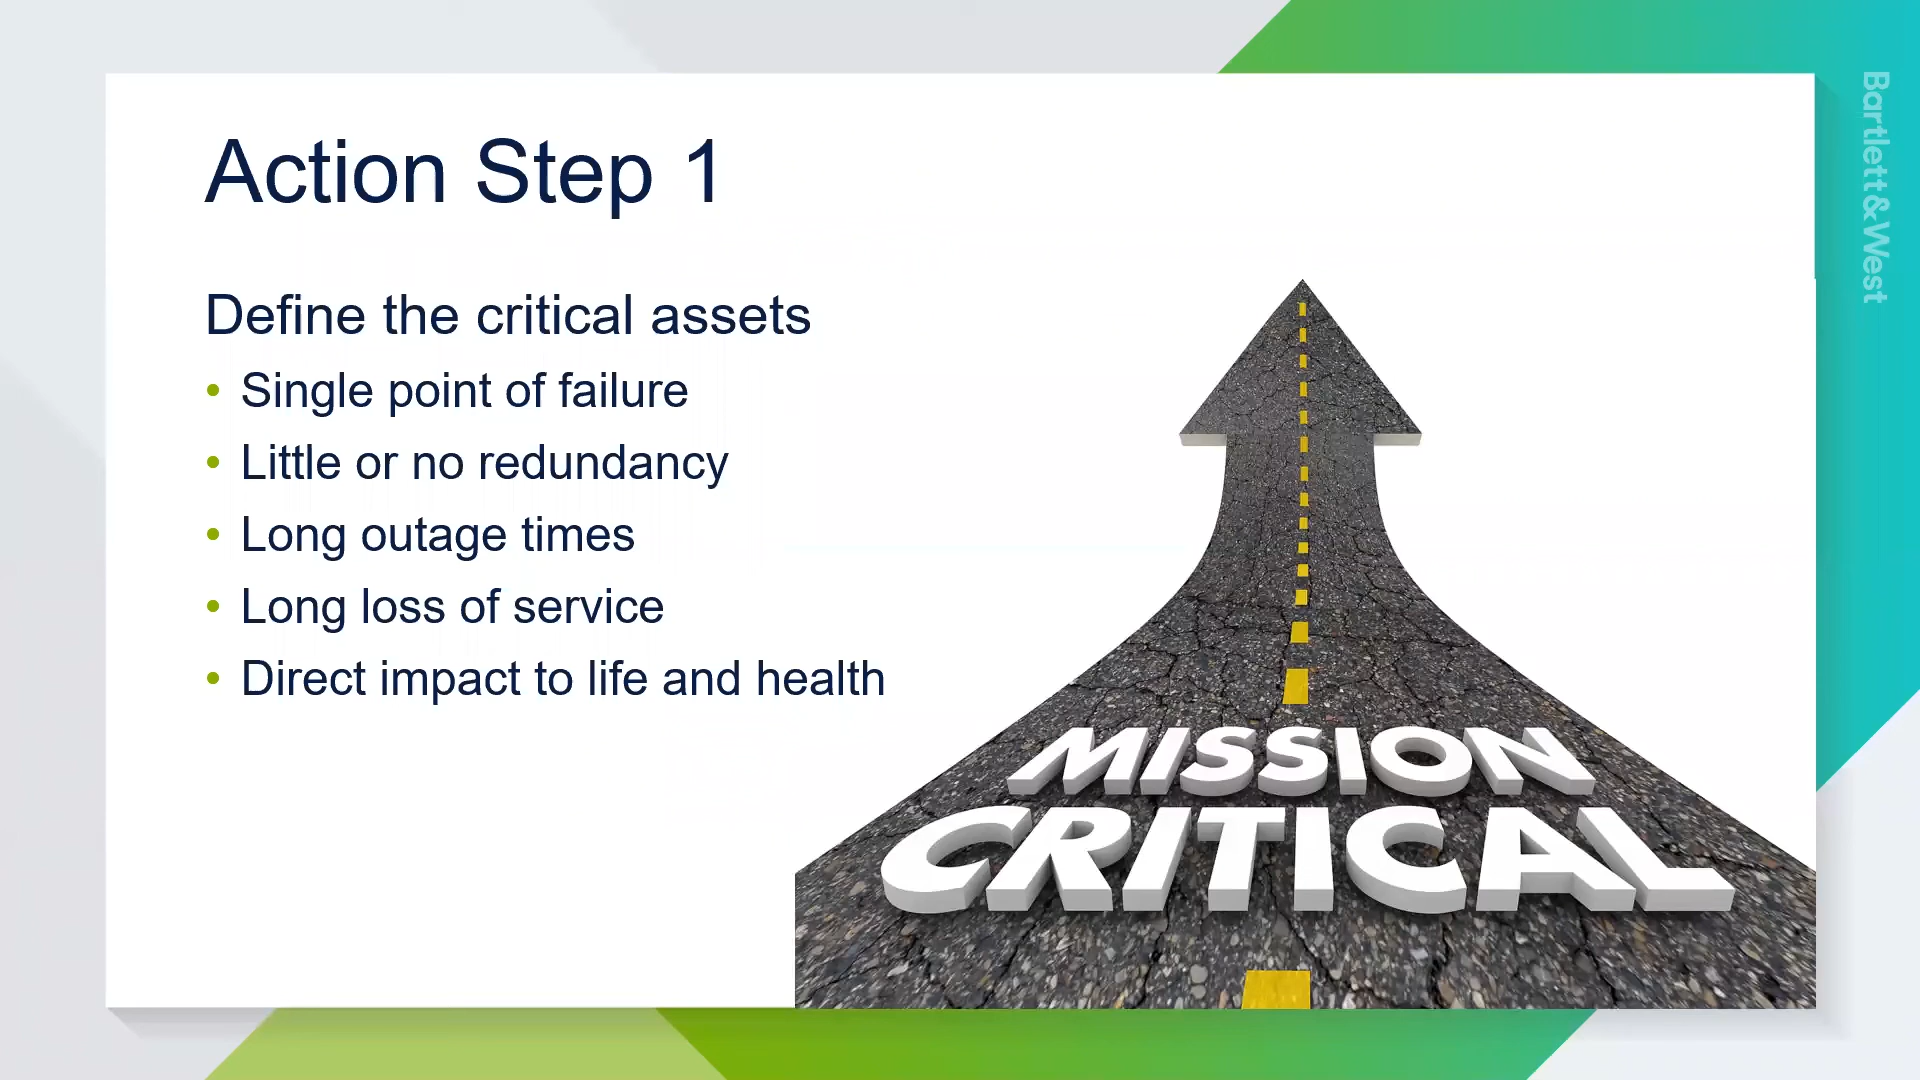 Action Step 1
Define the critical assets
• Single point of failure
• Little or no redundancy
• Long outage times
• Long loss of service
• Direct impact to life and health
MISSION
CRITICAL
Bartlett&West